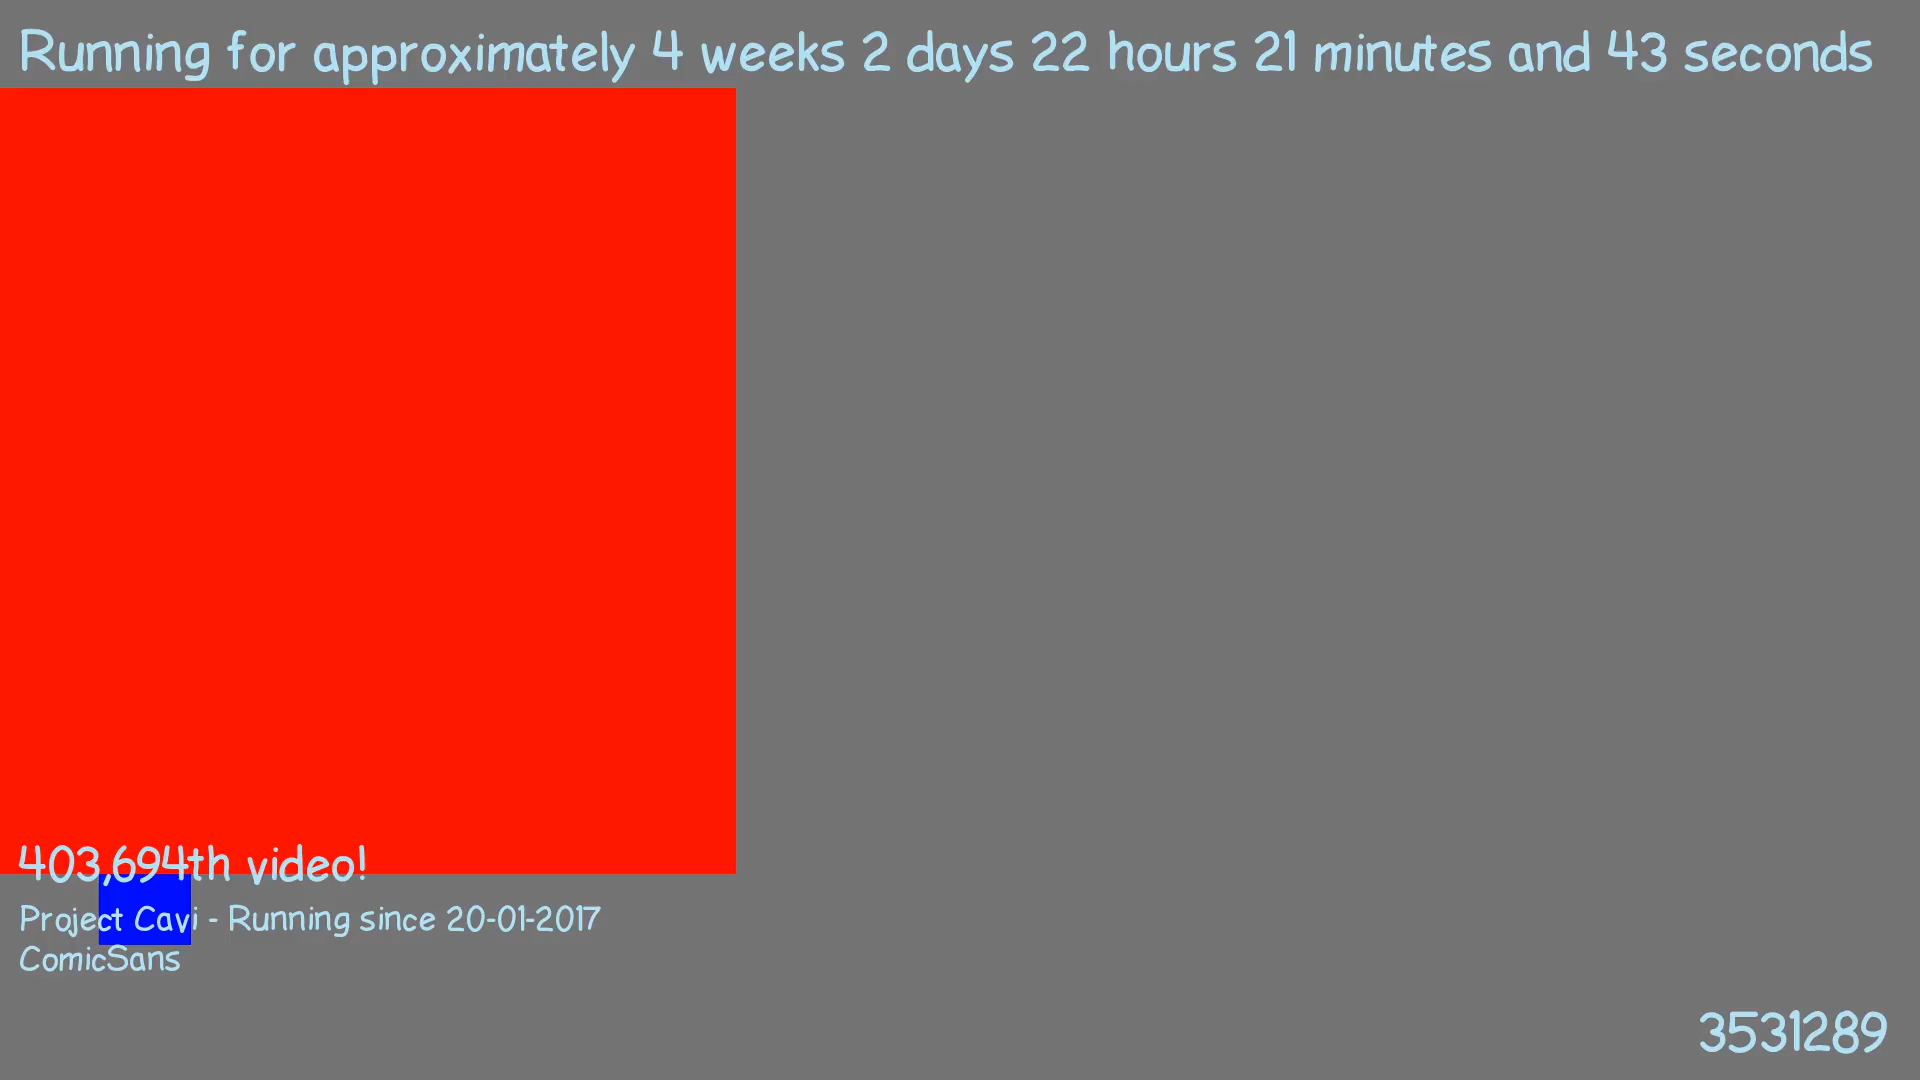 Running for approximately 4 weeks 2 days 22 hours 21 minutes and 43 seconds
403,694th video!
Project Cavi - Running since 20-01-2017
ComicSans
3531289